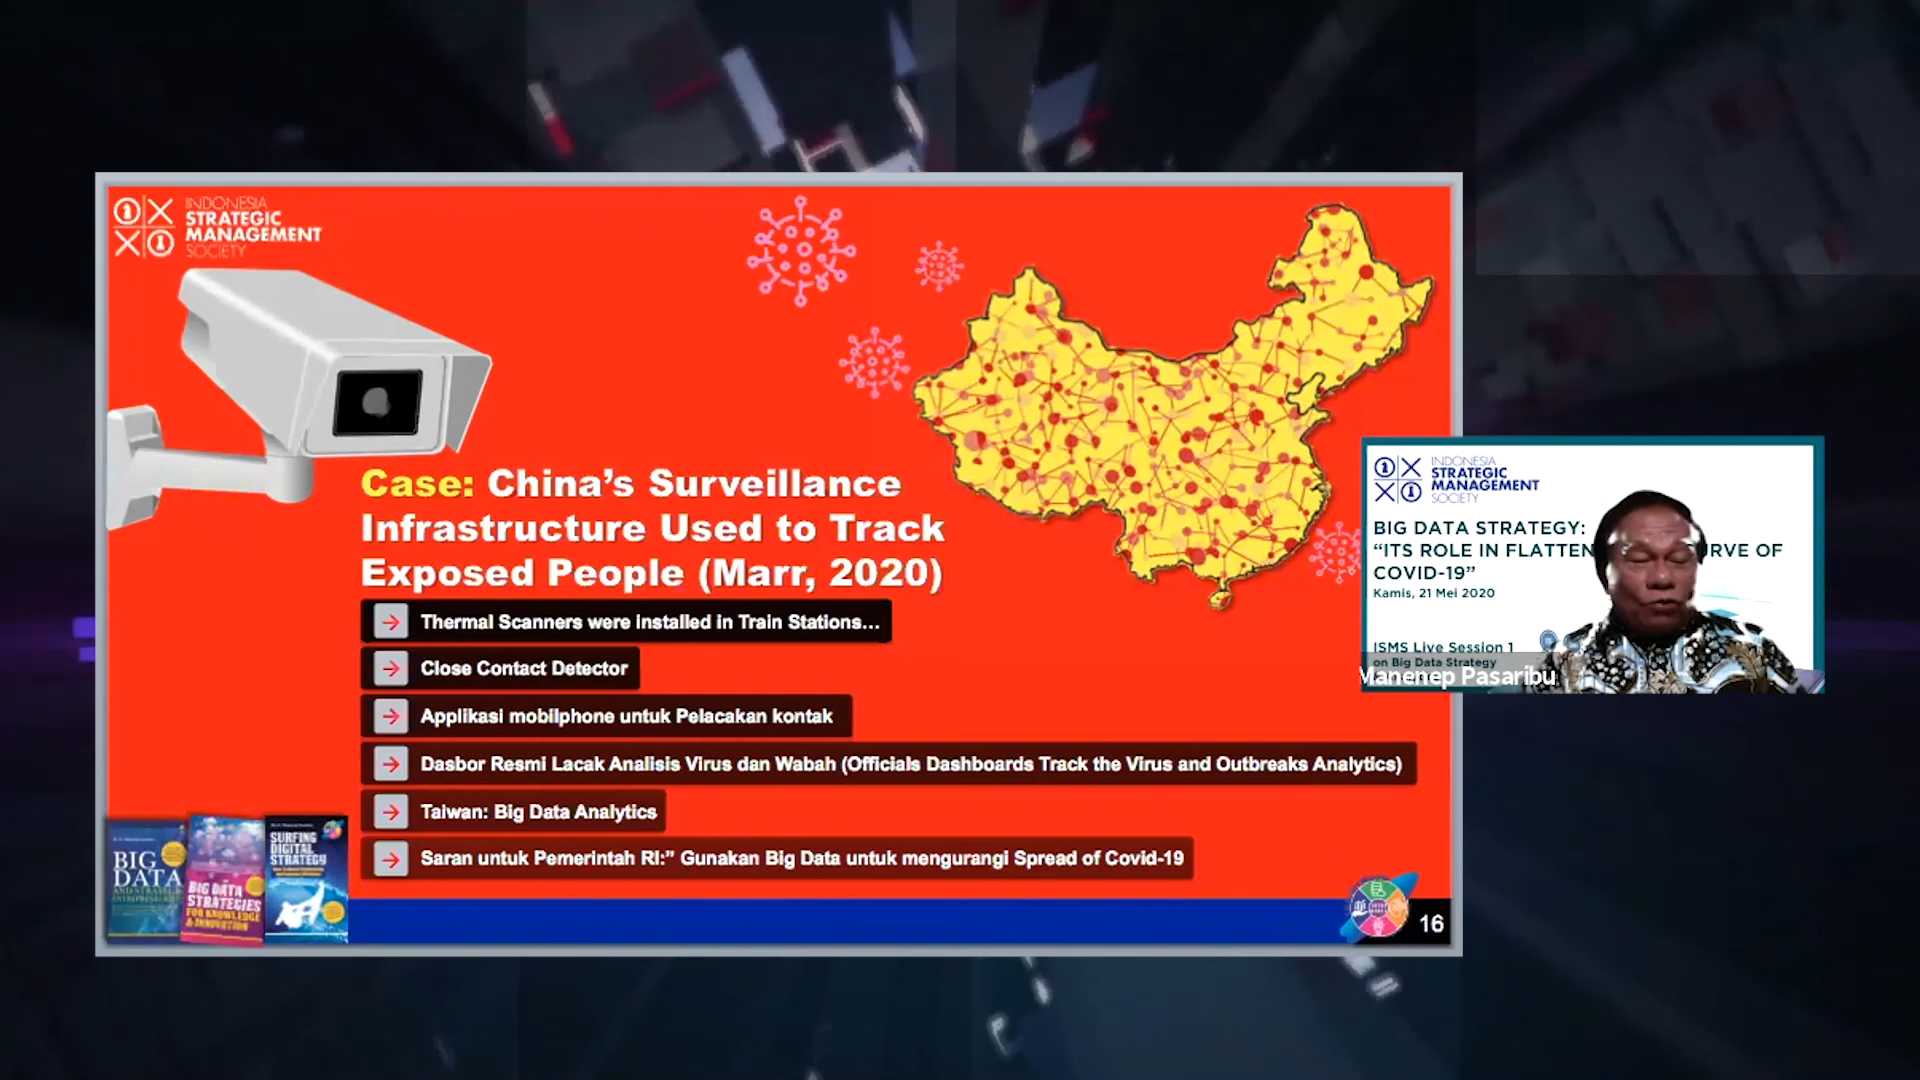 INDONESIA
STRATEGIC
MANAGEMENT
SOCIETY
Case: China’s Surveillance
Infrastructure Used to Track
Exposed People (Marr, 2020)
Thermal Scanners were installed in Train Stations...
Close Contact Detector
Applikasi mobilphone untuk Pelacakan kontak
Dasbor Resmi Lacak Analisis Virus dan Wabah (Officials Dashboards Track the Virus and Outbreaks Analytics)
Taiwan: Big Data Analytics
Saran untuk Pemerintah RI:” Gunakan Big Data untuk mengurangi Spread of Covid-19
BIG
DATA
AND STRATEGIC
BIG DATA
STRATEGIES
FOR KNOWLEDGE
& INNOVATION
SURFING
DIGITAL
STRATEGY
16
INDONESIA
STRATEGIC
MANAGEMENT
SOCIETY
BIG DATA STRATEGY:
“ITS ROLE IN FLATTEN RVE OF
COVID-19”
Kamis, 21 Mei 2020
ISMS Live Session 1
on Big Data Strategy
Manenep Pasaribu